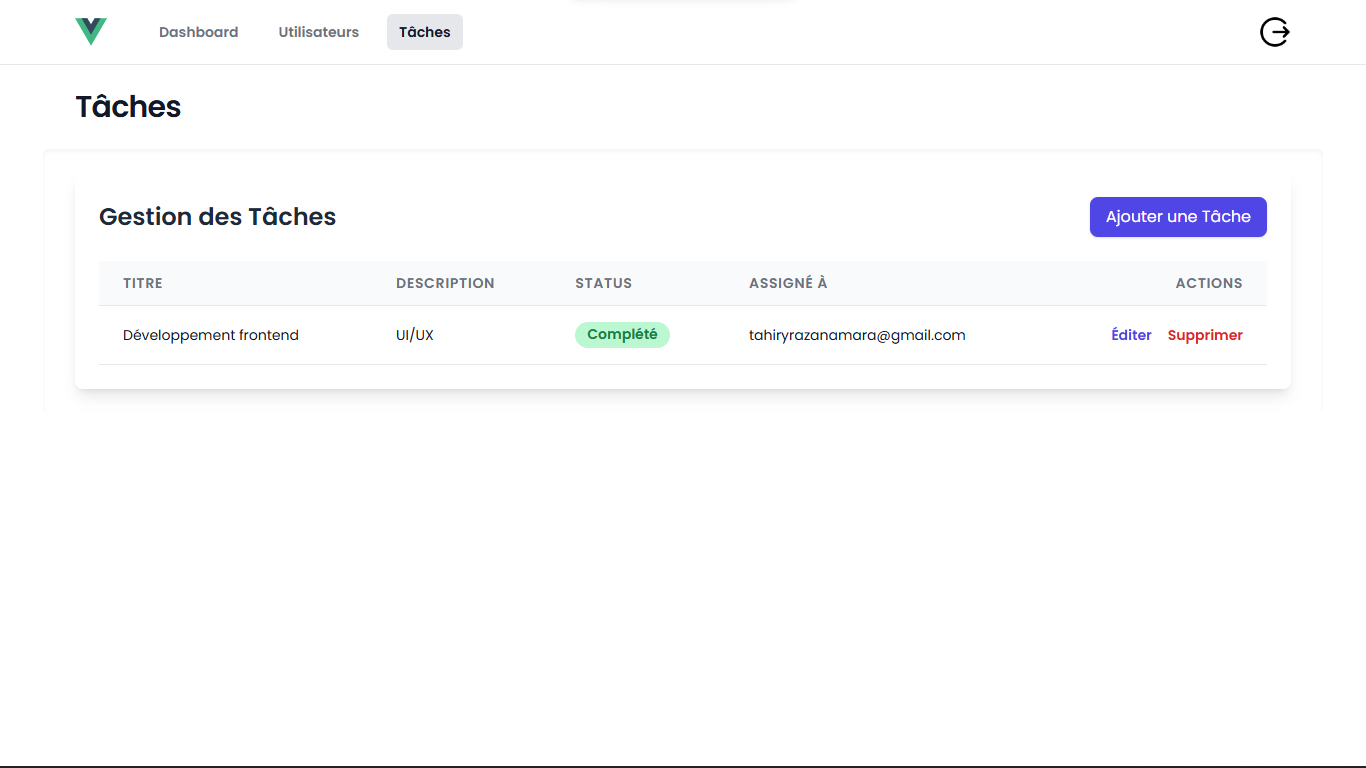 Dashboard Utilisateurs Tâches
Tâches
Gestion des Tâches Ajouter une Tâche
TITRE DESCRIPTION STATUS ASSIGNÉ À ACTIONS
Développement frontend UI/UX Complété tahiryrazanamara@gmail.com Éditer Supprimer